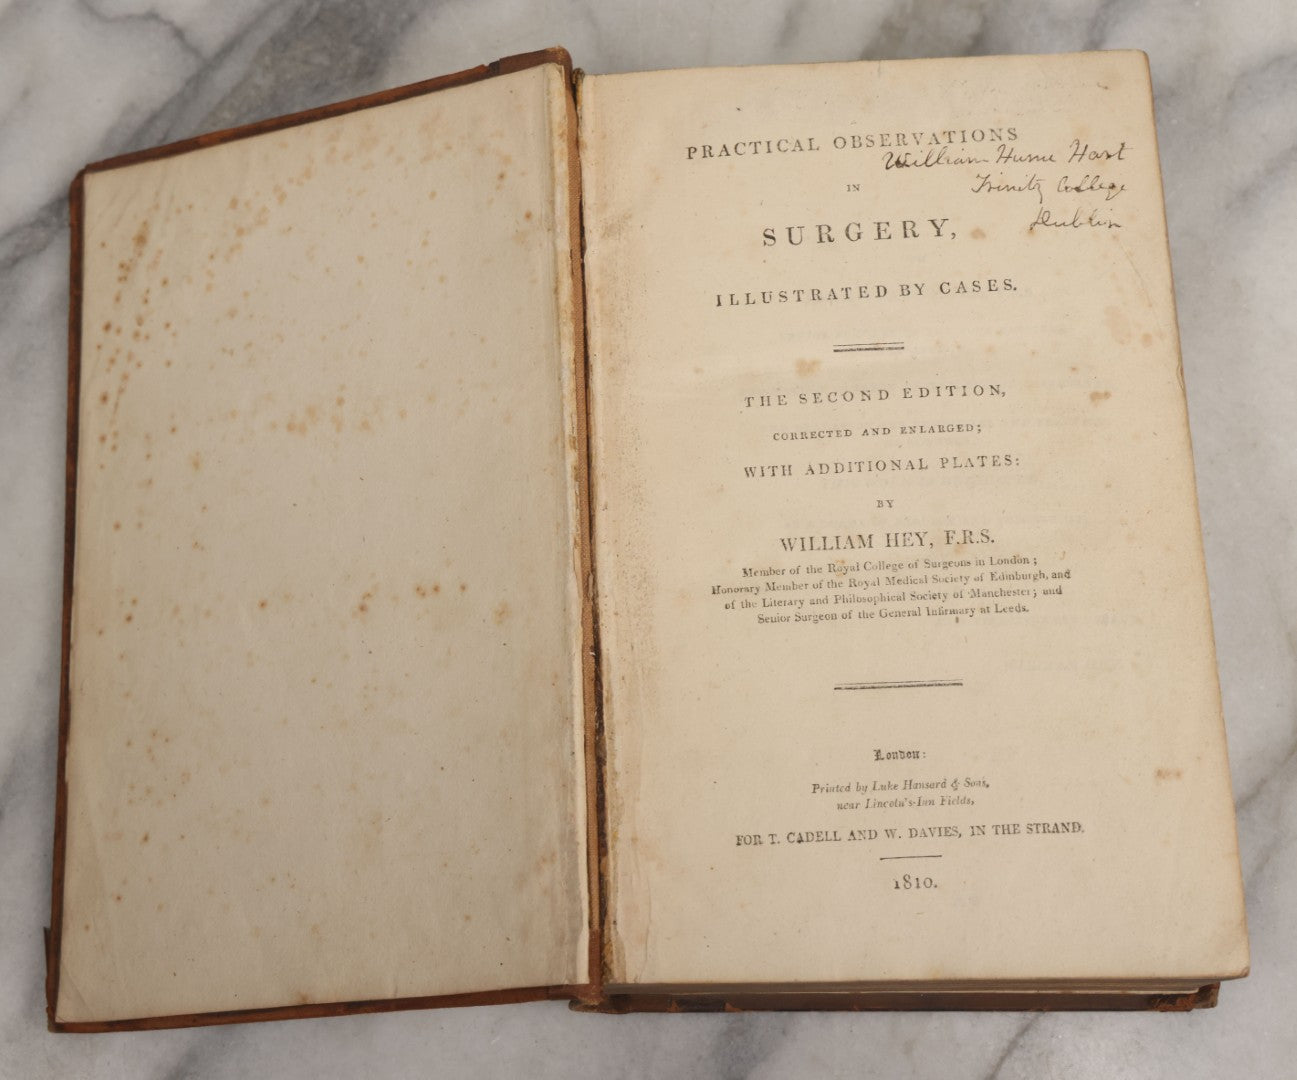 PRACTICAL OBSERVATIONS
William Hume Hart
Trinity College
Dublin
IN
SURGERY,
ILLUSTRATED BY CASES.
THE SECOND EDITION,
CORRECTED AND ENLARGED;
WITH ADDITIONAL PLATES:
BY
WILLIAM HEY, F.R.S.
Member of the Royal College of Surgeons in London;
Honorary Member of the Royal Medical Society of Edinburgh, and
of the Literary and Philosophical Society of Manchester; and
Senior Surgeon of the General Infirmary at Leeds.
London:
Printed by Luke Hansard & Sons,
near Lincoln's-Inn Fields,
FOR T. CADELL AND W. DAVIES, IN THE STRAND.
1810.